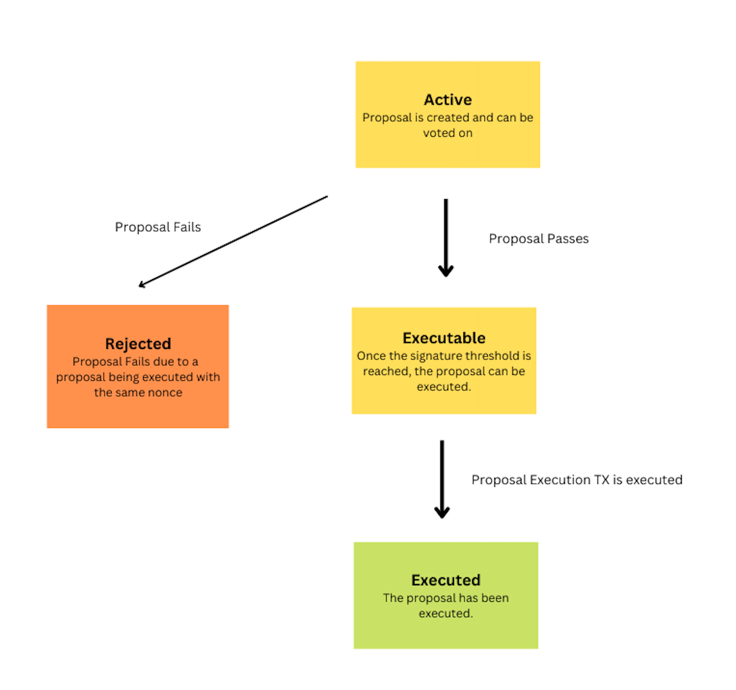 Active
Proposal is created and can be
voted on
Proposal Fails
Proposal Passes
Rejected
Proposal Fails due to a
proposal being executed with
the same nonce
Executable
Once the signature threshold is
reached, the proposal can be
executed.
Proposal Execution TX is executed
Executed
The proposal has been
executed.